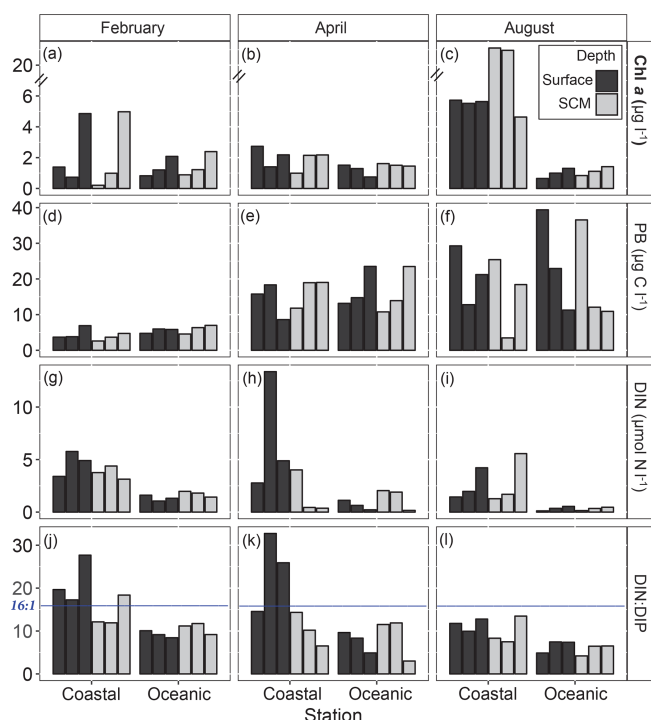 February
April
August
(a)
(b)
(c)
Depth
Surface
SCM
20
6
4
2
0
Chl a (µg l-1)
(d)
(e)
(f)
40
30
20
10
0
PB (µg C l-1)
(g)
(h)
(i)
10
5
0
DIN (µmol N l-1)
(j)
(k)
(l)
30
20
16:1
10
0
DIN:DIP
Coastal Oceanic
Coastal Oceanic
Coastal Oceanic
Station